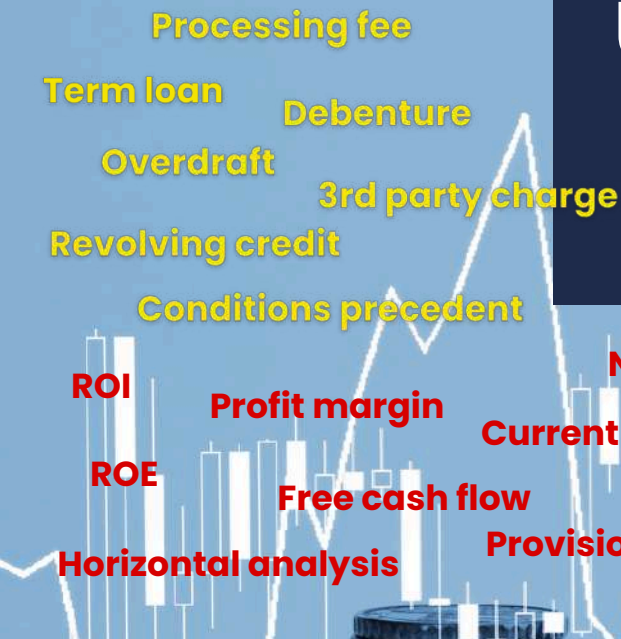 Processing fee
Term loan
Debenture
Overdraft
3rd party charge
Revolving credit
Conditions precedent
ROI
Profit margin
Current
ROE
Free cash flow
Horizontal analysis